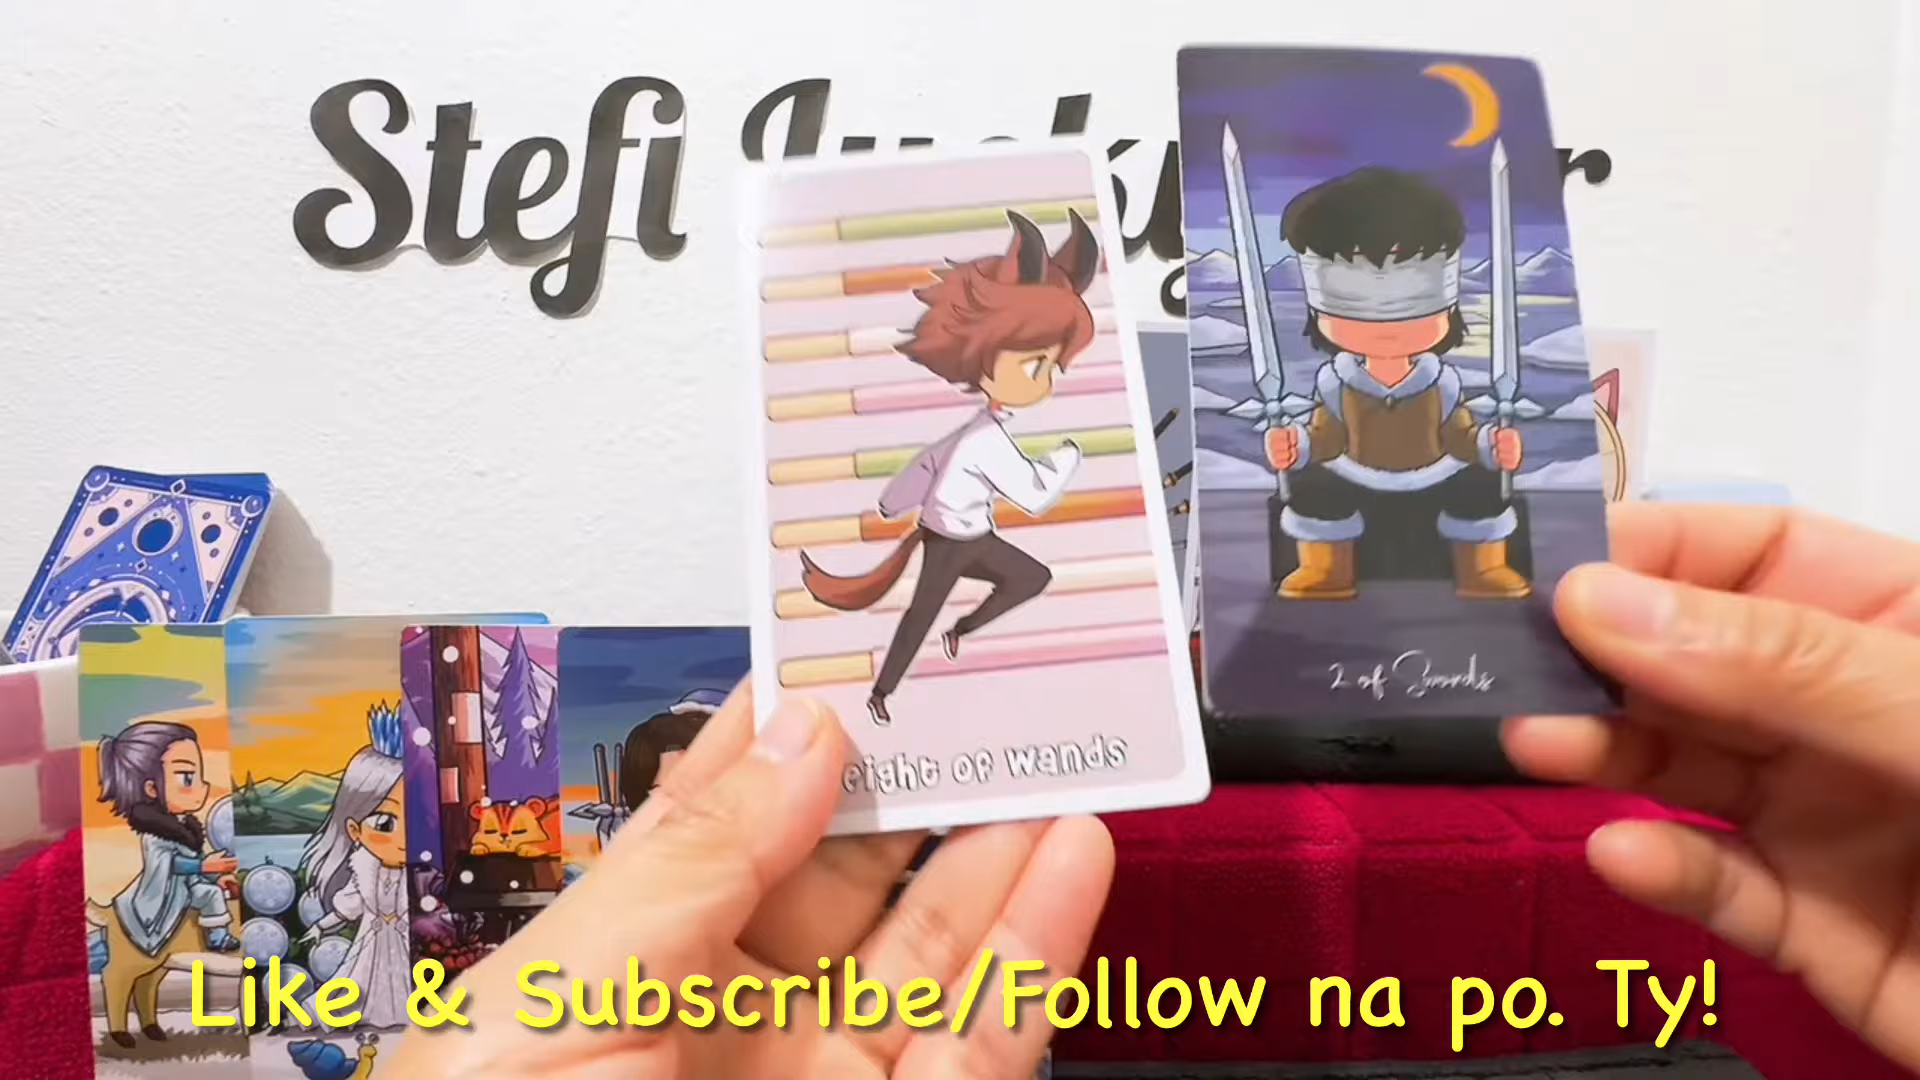 Stefi
eight of wands
2 of Swords
Like & Subscribe/Follow na po. Ty!